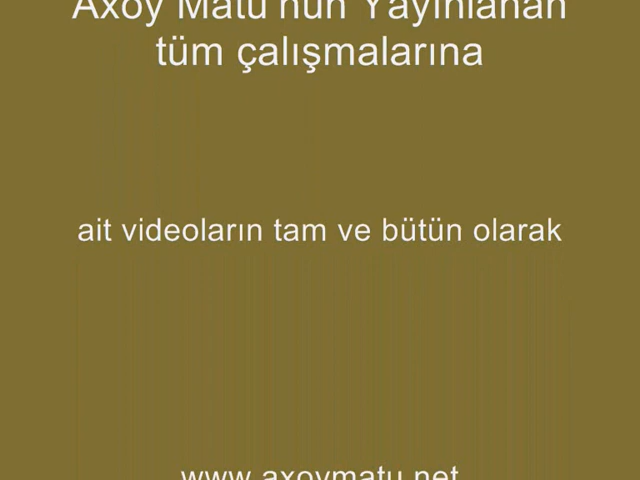 Axoy Matu'nun Yayınlanan
tüm çalışmalarına
ait videoların tam ve bütün olarak
www.axoymatu.net